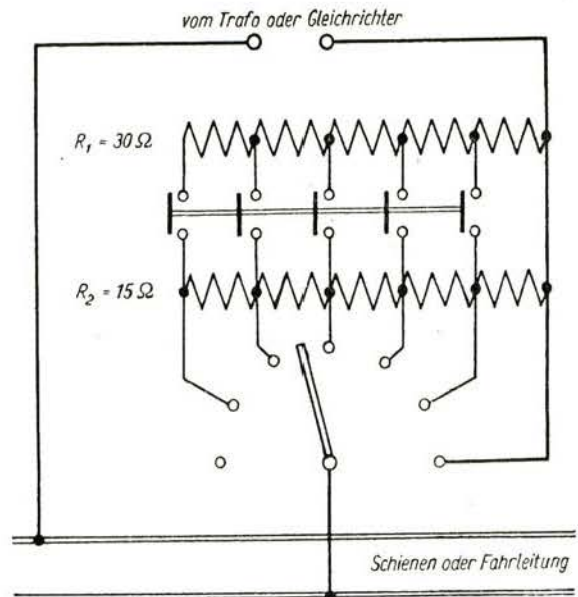 vom Trafo oder Gleichrichter
R₁ = 30 Ω
R₂ = 15 Ω
Schienen oder Fahrleitung